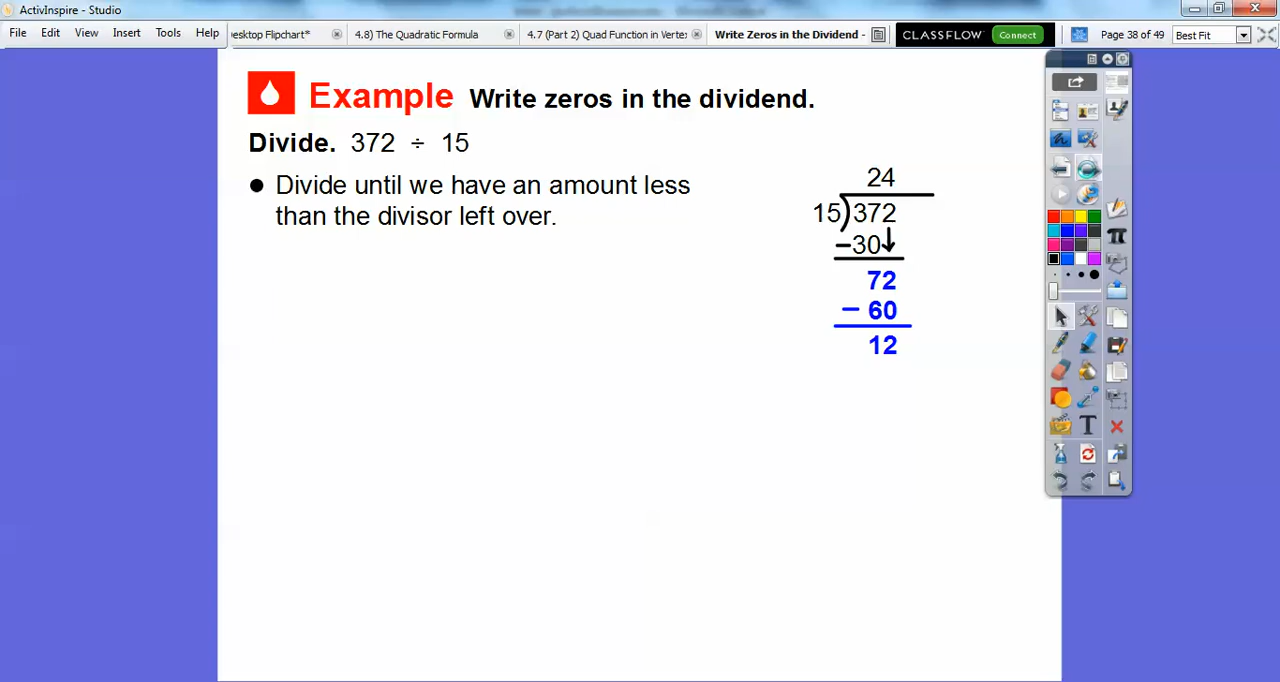 ActivInspire - Studio
File Edit View Insert Tools Help
esktop Flipchart* 4.8) The Quadratic Formula 4.7 (Part 2) Quad Function in Vertex Write Zeros in the Dividend - CLASSFLOW Connect Page 38 of 49 Best Fit
Example Write zeros in the dividend.
Divide. 372 ÷ 15
● Divide until we have an amount less
than the divisor left over.
24
15)372
−30↓
72
− 60
12
π
T